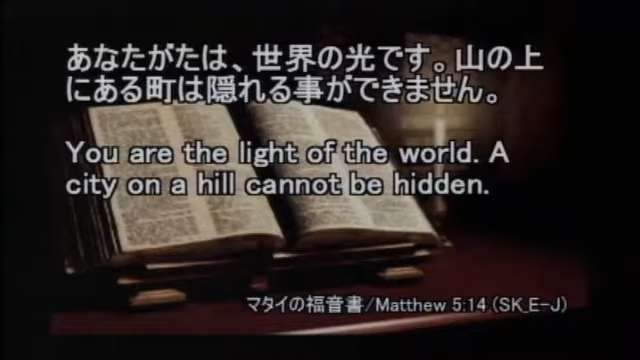 あなたがたは、世界の光です。山の上
にある町は隠れる事ができません。
You are the light of the world. A
city on a hill cannot be hidden.
マタイの福音書/Matthew 5:14 (SK_E-J)